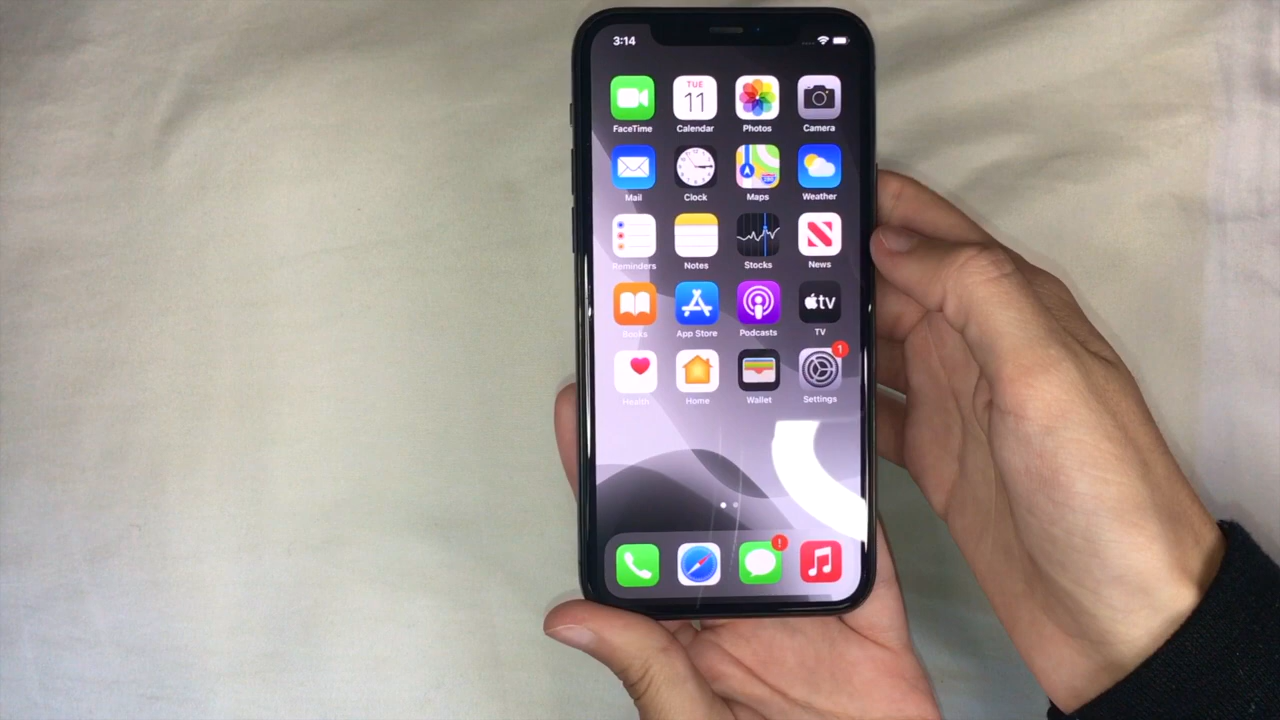 3:14
TUE
11
FaceTime Calendar Photos Camera
Mail Clock Maps Weather
Reminders Notes Stocks News
tv
Books App Store Podcasts TV
1
Health Home Wallet Settings
!